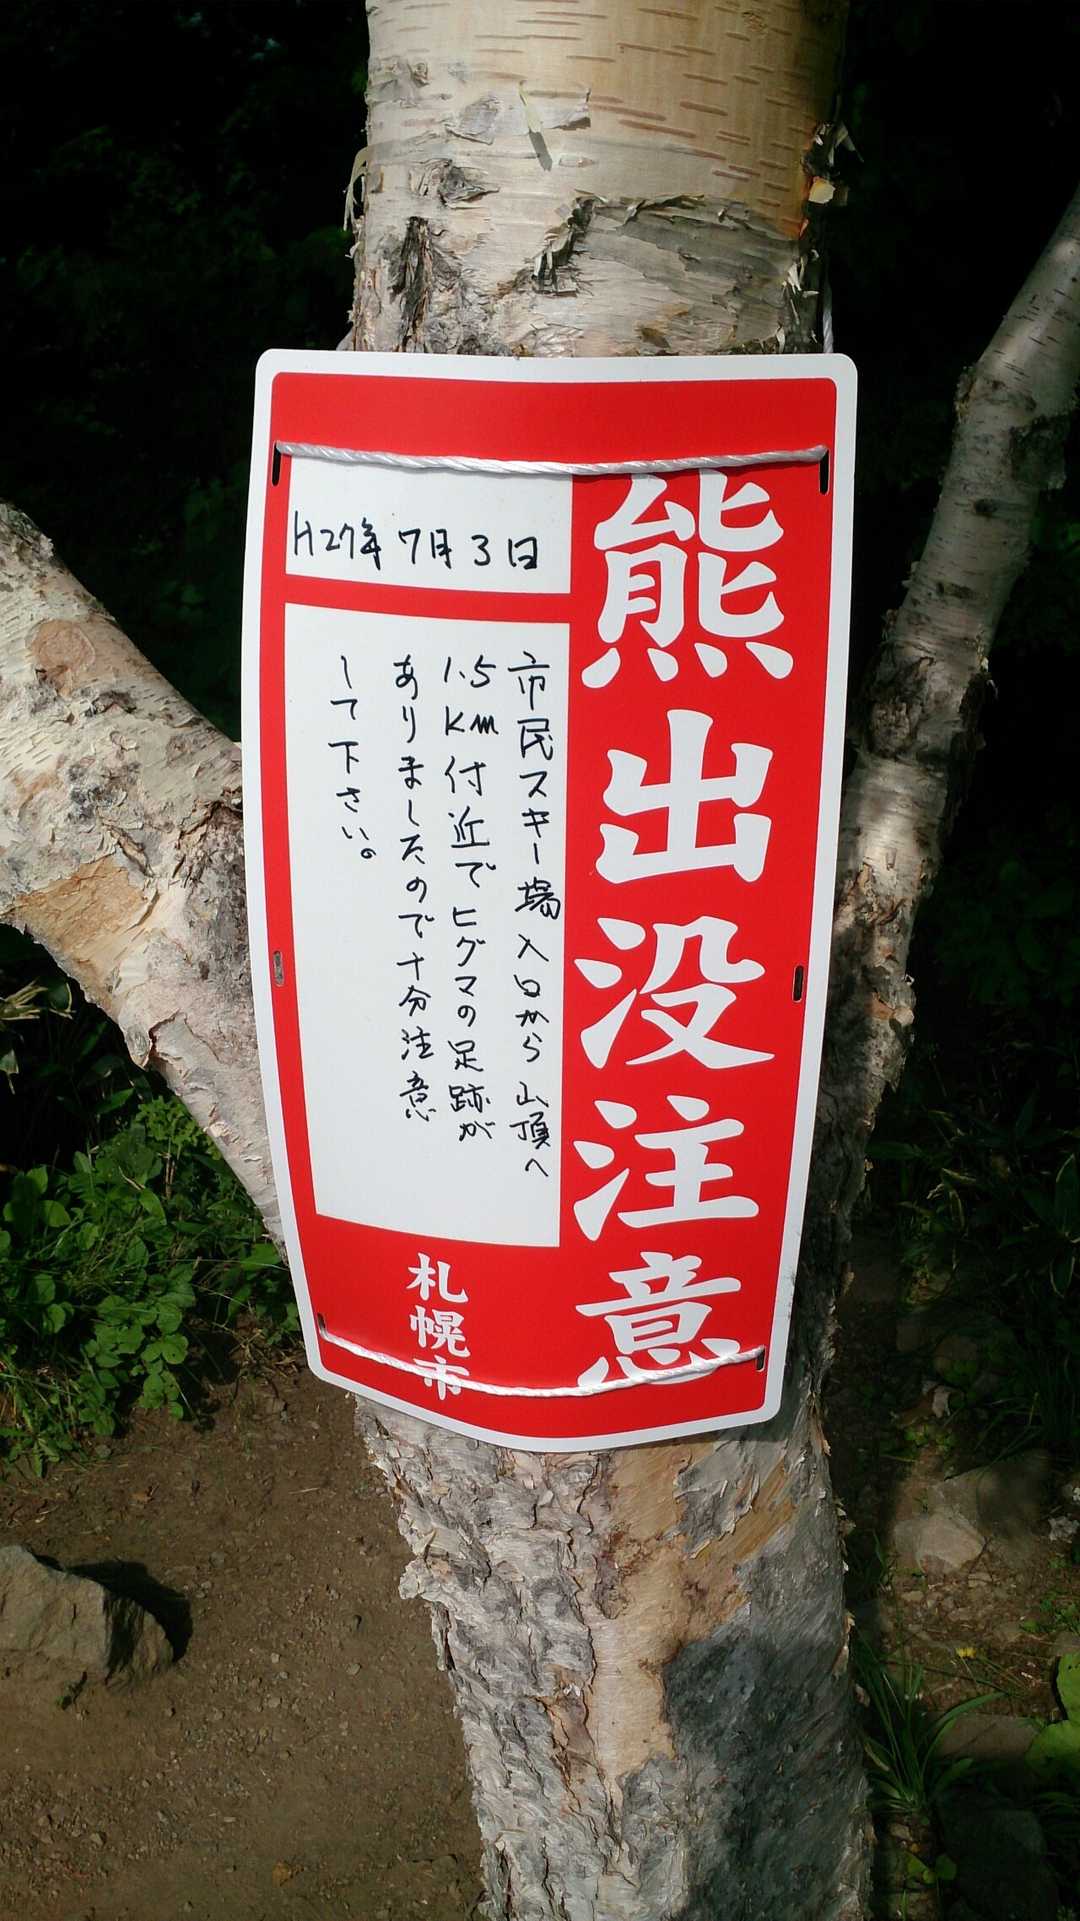 熊出没注意
H27年7月3日
市民スキー場入口から山頂へ
1.5Km付近でヒグマの足跡が
ありましたので十分注意
して下さい。
札幌市